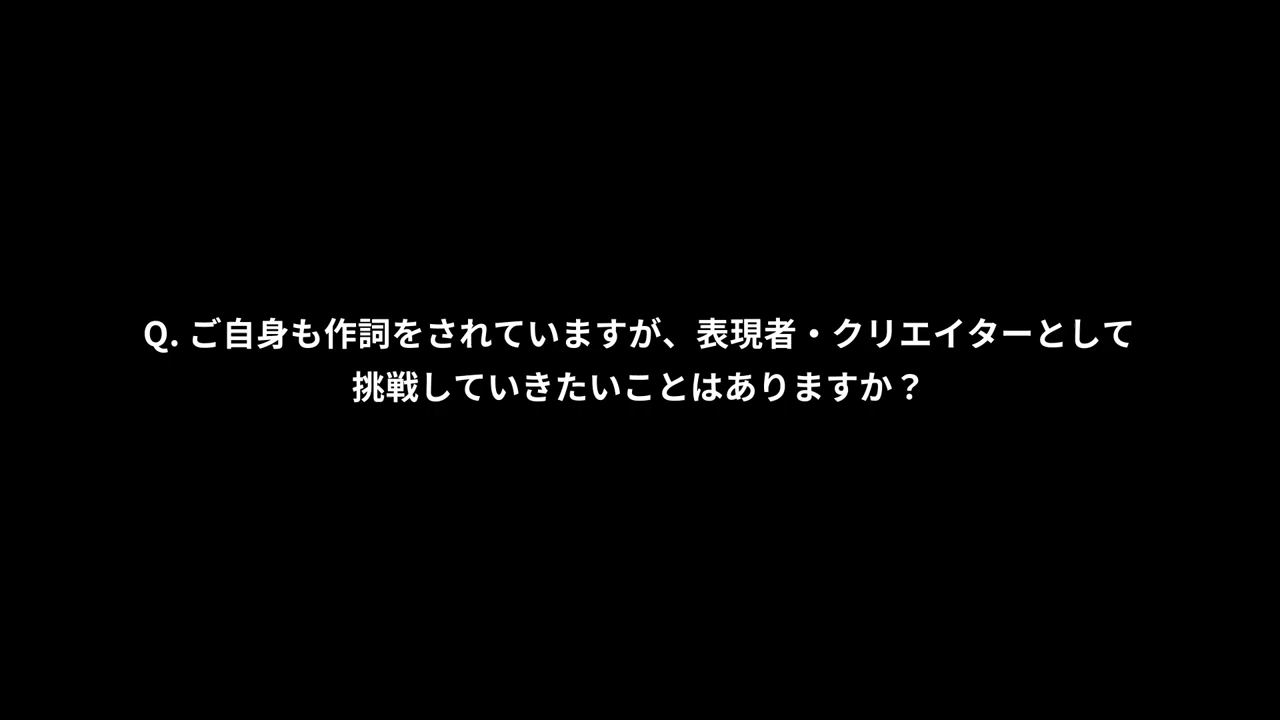 Q. ご自身も作詞をされていますが、表現者・クリエイターとして
挑戦していきたいことはありますか？